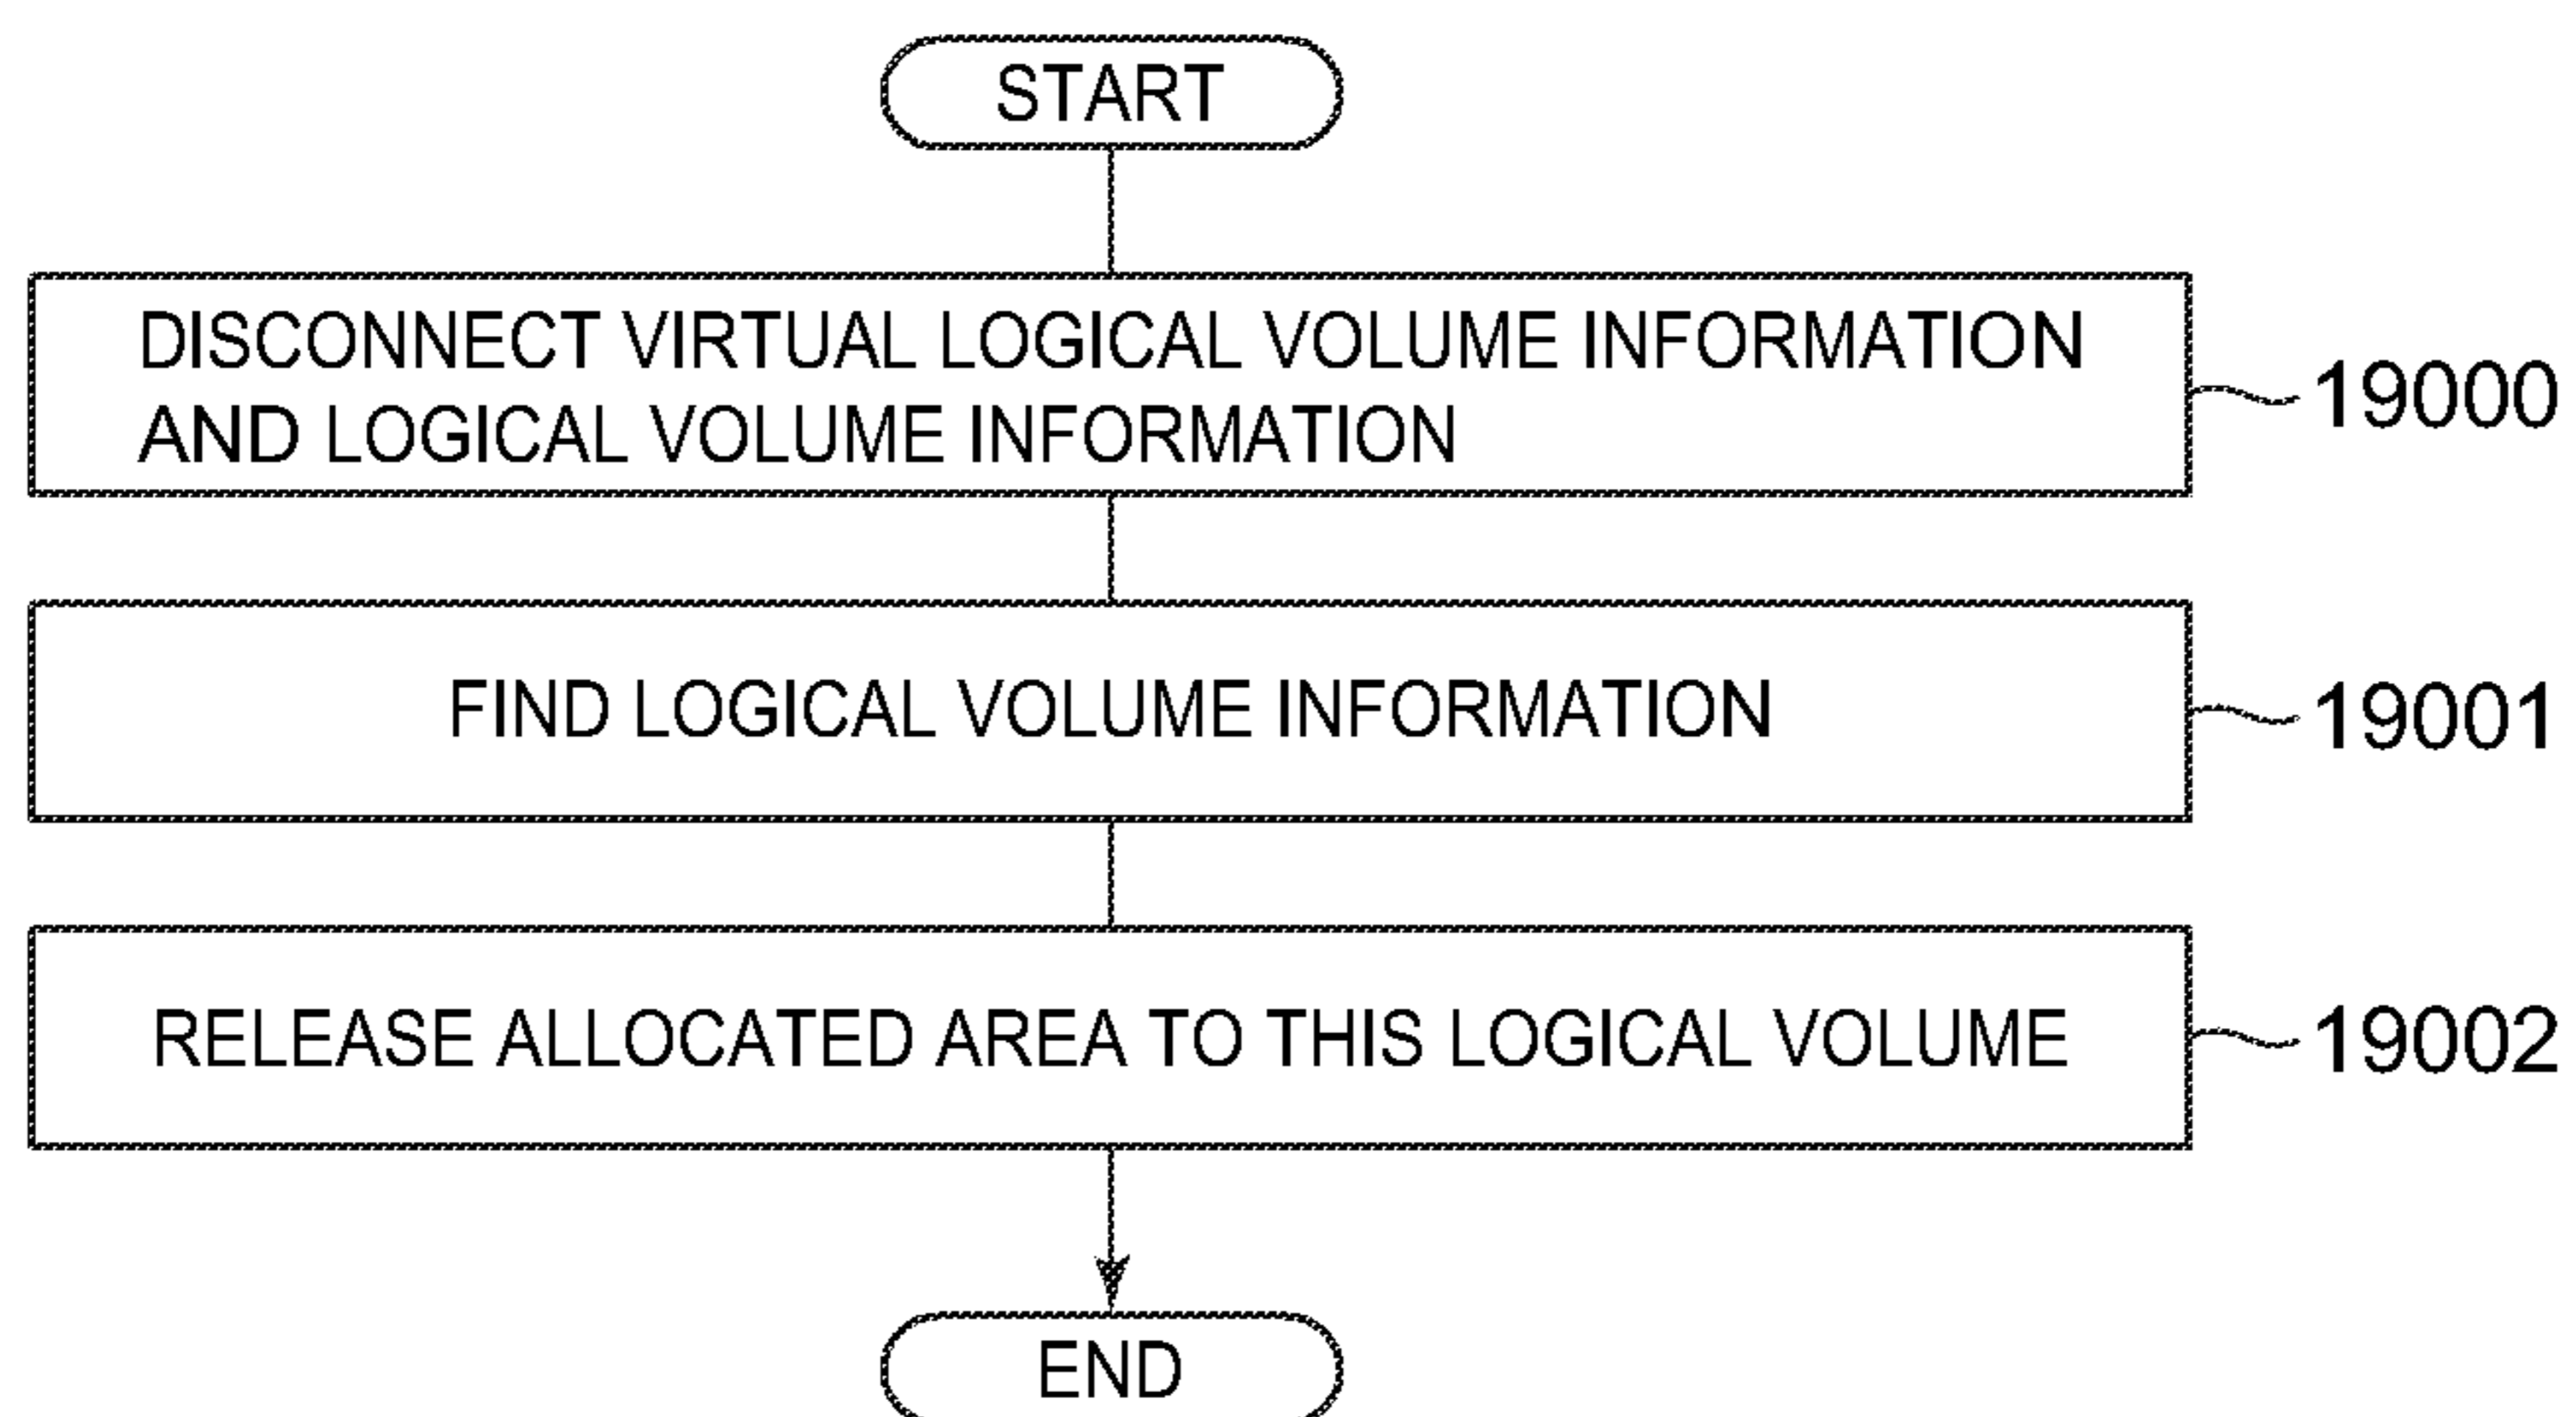 START
DISCONNECT VIRTUAL LOGICAL VOLUME INFORMATION
AND LOGICAL VOLUME INFORMATION
19000
FIND LOGICAL VOLUME INFORMATION
19001
RELEASE ALLOCATED AREA TO THIS LOGICAL VOLUME
19002
END